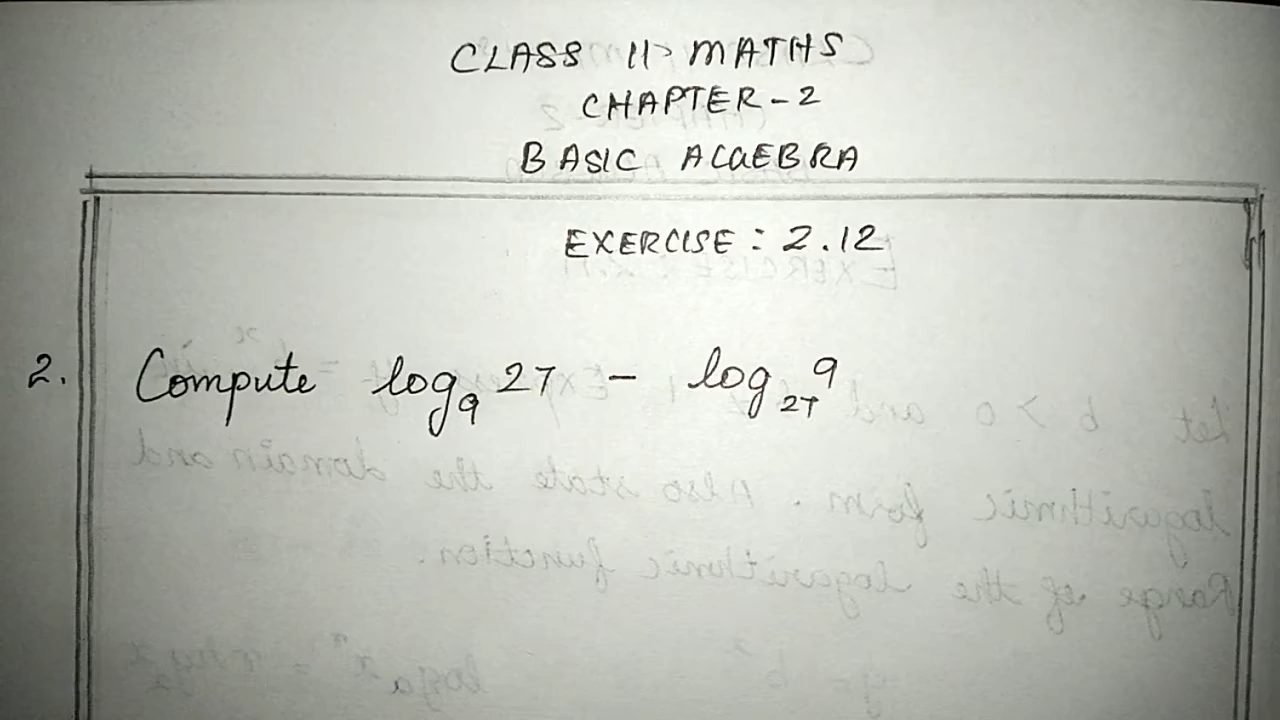 CLASS 11 MATHS
CHAPTER-2
BASIC ALGEBRA
EXERCISE : 2.12
2. Compute log₉ 27 - log₂₇ 9